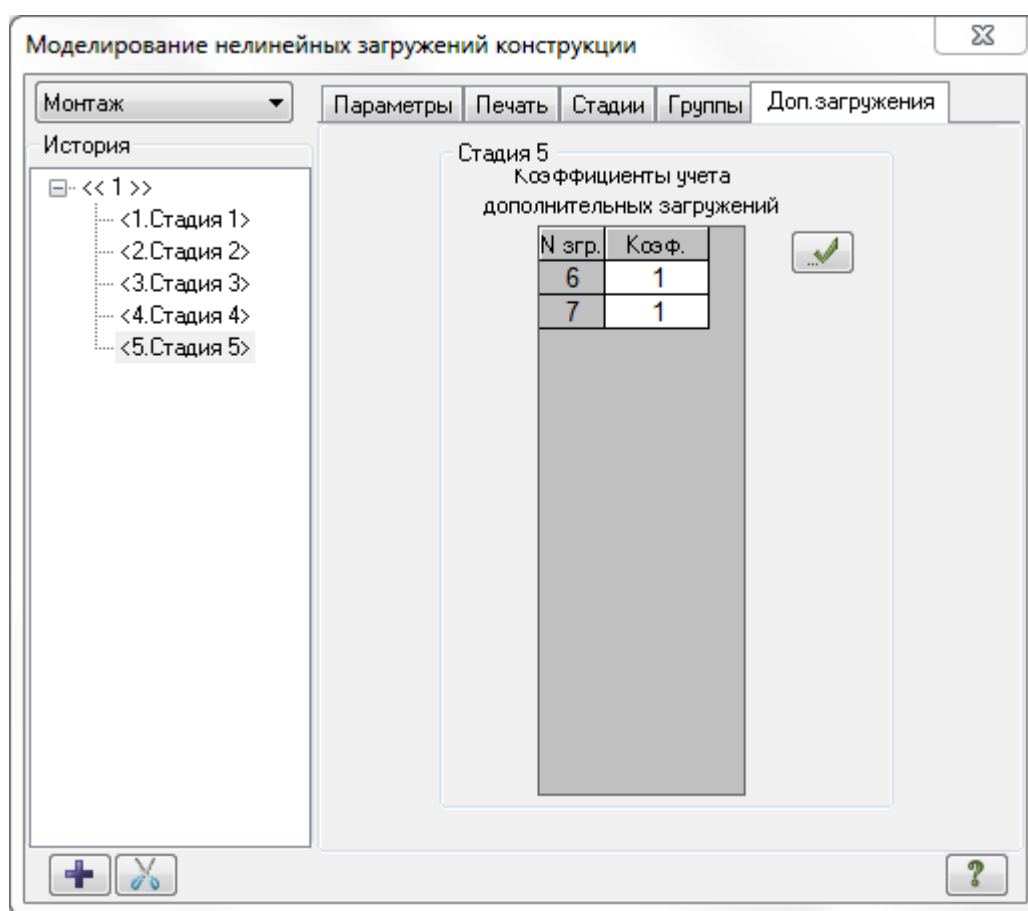 Моделирование нелинейных загружений конструкции
Монтаж
Параметры Печать Стадии Группы Доп.загружения
История
<< 1 >>
<1.Стадия 1>
<2.Стадия 2>
<3.Стадия 3>
<4.Стадия 4>
<5.Стадия 5>
Стадия 5
Коэффициенты учета
дополнительных загружений
N згр. Коэф.
6 1
7 1
?